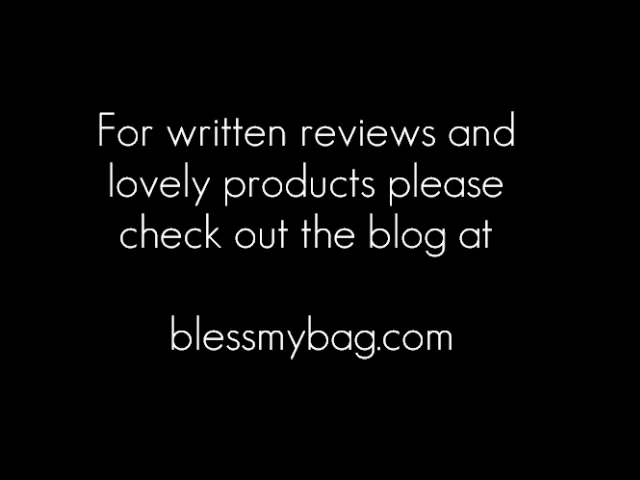 For written reviews and
lovely products please
check out the blog at
blessmybag.com